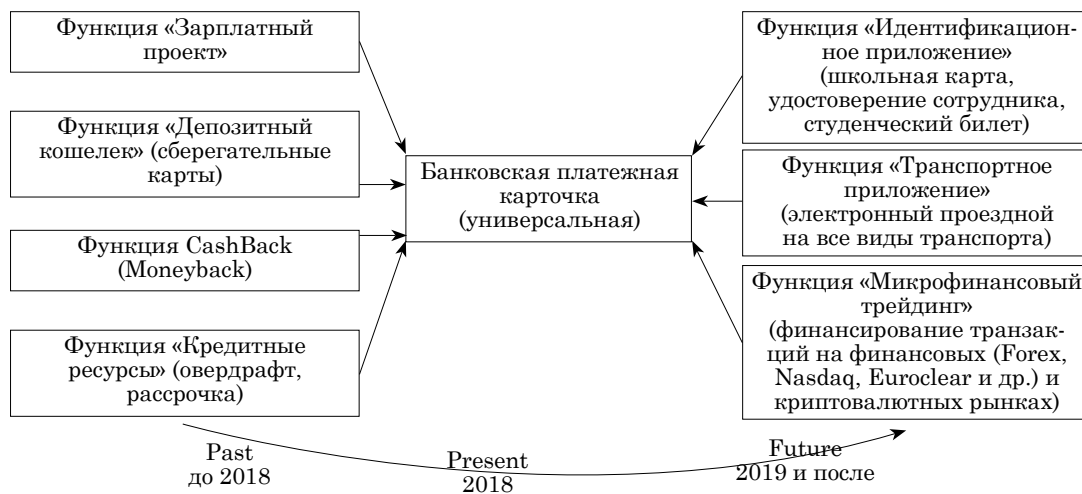 Функция «Зарплатный
проект»
Функция «Депозитный
кошелек» (сберегательные
карты)
Функция CashBack
(Moneyback)
Функция «Кредитные
ресурсы» (овердрафт,
рассрочка)
Банковская платежная
карточка
(универсальная)
Функция «Идентификацион-
ное приложение»
(школьная карта,
удостоверение сотрудника,
студенческий билет)
Функция «Транспортное
приложение»
(электронный проездной
на все виды транспорта)
Функция «Микрофинансовый
трейдинг»
(финансирование транзак-
ций на финансовых (Forex,
Nasdaq, Euroclear и др.) и
криптовалютных рынках)
Past
до 2018
Present
2018
Future
2019 и после